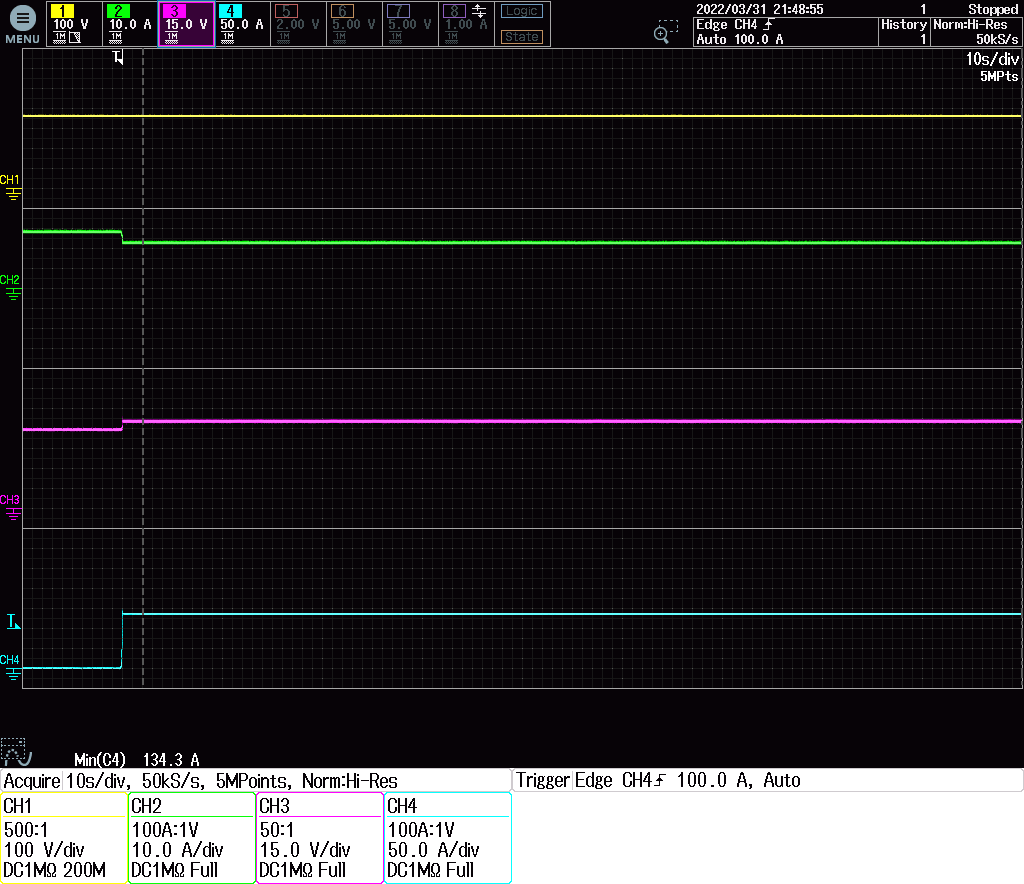 MENU
1 100 V 1M
2 10.0 A 1M
3 15.0 V 1M
4 50.0 A 1M
5 2.00 V 1M
6 5.00 V 1M
7 5.00 V 1M
8 1.00 A 1M
Logic
State
2022/03/31 21:48:55 1 Stopped
Edge CH4
Auto 100.0 A
History 1
Norm:Hi-Res
50kS/s
T
10s/div
5MPts
CH1
CH2
CH3
T
CH4
Min(C4) 134.3 A
Acquire 10s/div, 50kS/s, 5MPoints, Norm:Hi-Res
Trigger Edge CH4 100.0 A, Auto
CH1
500:1
100 V/div
DC1MΩ 200M
CH2
100A:1V
10.0 A/div
DC1MΩ Full
CH3
50:1
15.0 V/div
DC1MΩ Full
CH4
100A:1V
50.0 A/div
DC1MΩ Full